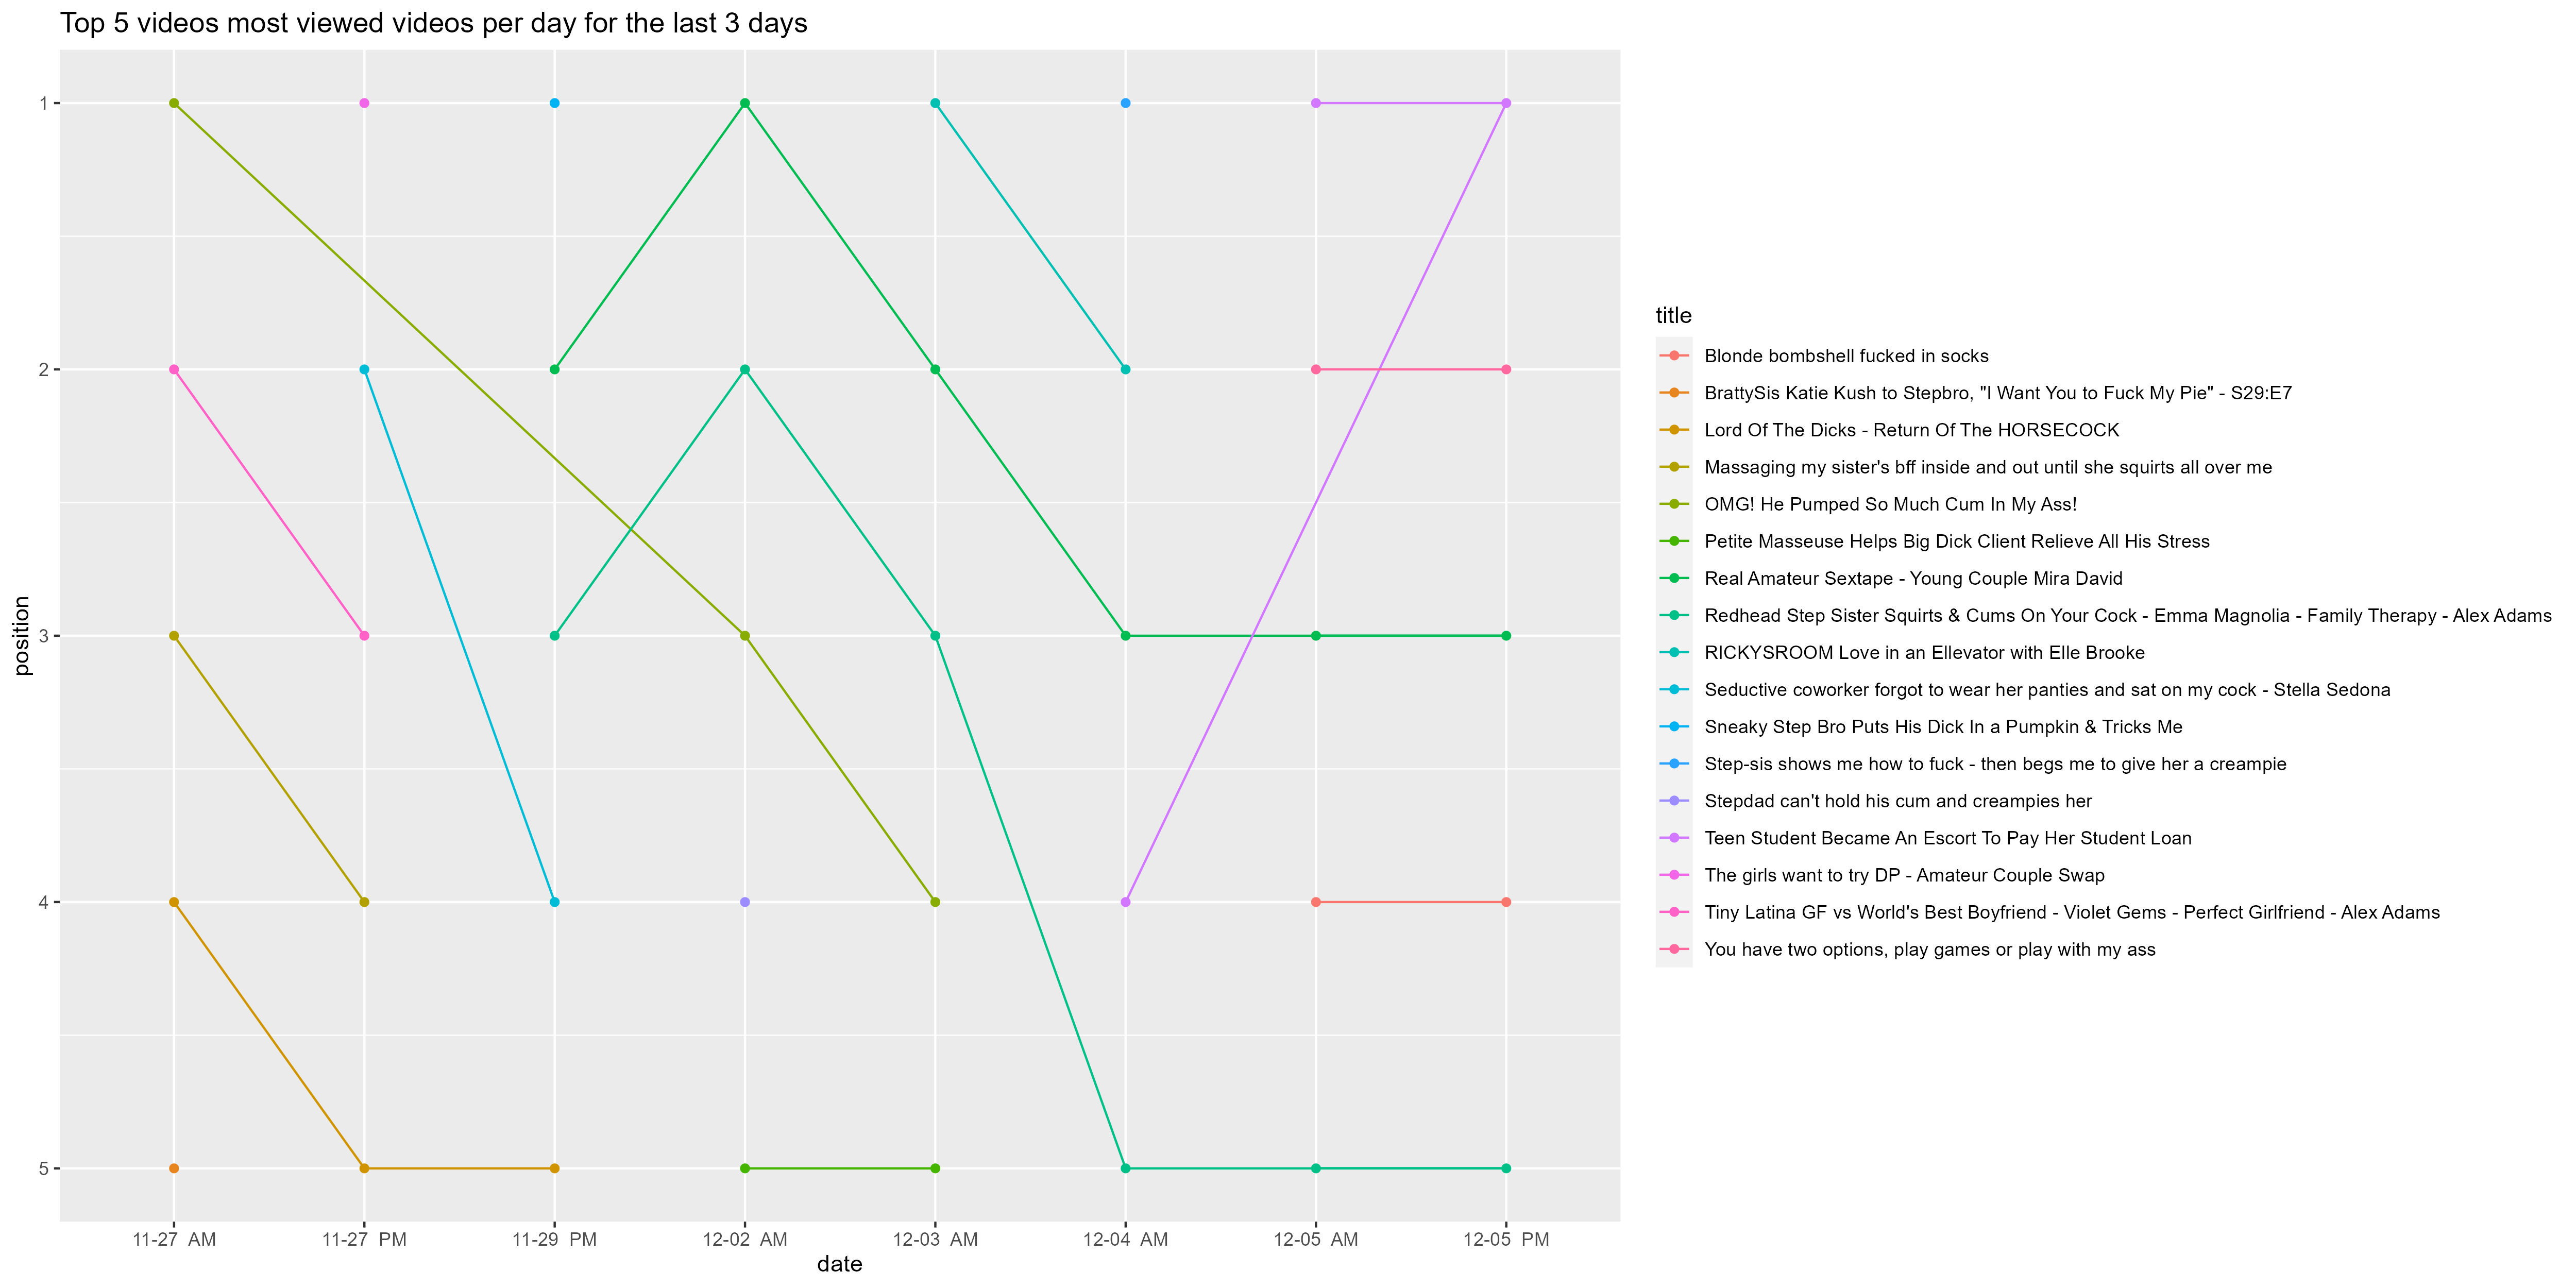 Top 5 videos most viewed videos per day for the last 3 days
position
1
2
3
4
5
11-27 AM
11-27 PM
11-29 PM
12-02 AM
12-03 AM
12-04 AM
12-05 AM
12-05 PM
date
title
Blonde bombshell fucked in socks
BrattySis Katie Kush to Stepbro, "I Want You to Fuck My Pie" - S29:E7
Lord Of The Dicks - Return Of The HORSECOCK
Massaging my sister's bff inside and out until she squirts all over me
OMG! He Pumped So Much Cum In My Ass!
Petite Masseuse Helps Big Dick Client Relieve All His Stress
Real Amateur Sextape - Young Couple Mira David
Redhead Step Sister Squirts & Cums On Your Cock - Emma Magnolia - Family Therapy - Alex Adams
RICKYSROOM Love in an Ellevator with Elle Brooke
Seductive coworker forgot to wear her panties and sat on my cock - Stella Sedona
Sneaky Step Bro Puts His Dick In a Pumpkin & Tricks Me
Step-sis shows me how to fuck - then begs me to give her a creampie
Stepdad can't hold his cum and creampies her
Teen Student Became An Escort To Pay Her Student Loan
The girls want to try DP - Amateur Couple Swap
Tiny Latina GF vs World's Best Boyfriend - Violet Gems - Perfect Girlfriend - Alex Adams
You have two options, play games or play with my ass